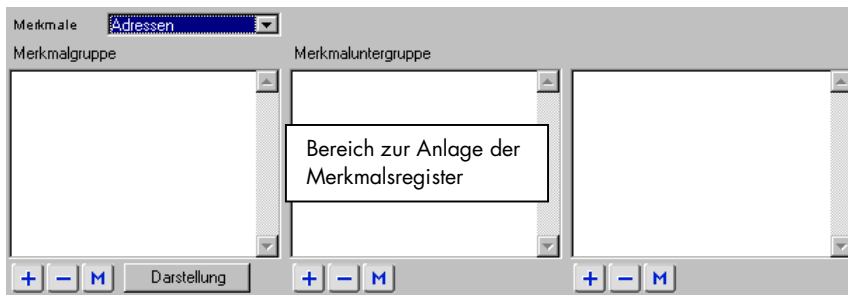 Merkmale Adressen
Merkmalgruppe Merkmaluntergruppe
Bereich zur Anlage der
Merkmalsregister
+ − M Darstellung + − M + − M